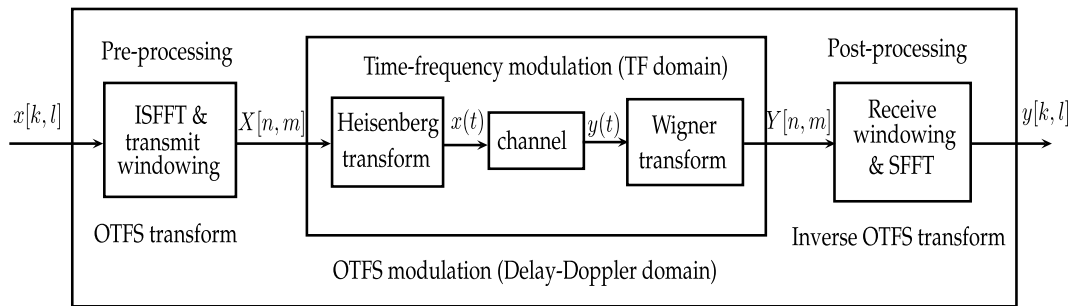 Pre-processing
Post-processing
Time-frequency modulation (TF domain)
x[k, l]
ISFFT &
transmit
windowing
X[n, m]
Heisenberg
transform
x(t)
channel
y(t)
Wigner
transform
Y[n, m]
Receive
windowing
& SFFT
y[k, l]
OTFS transform
Inverse OTFS transform
OTFS modulation (Delay-Doppler domain)